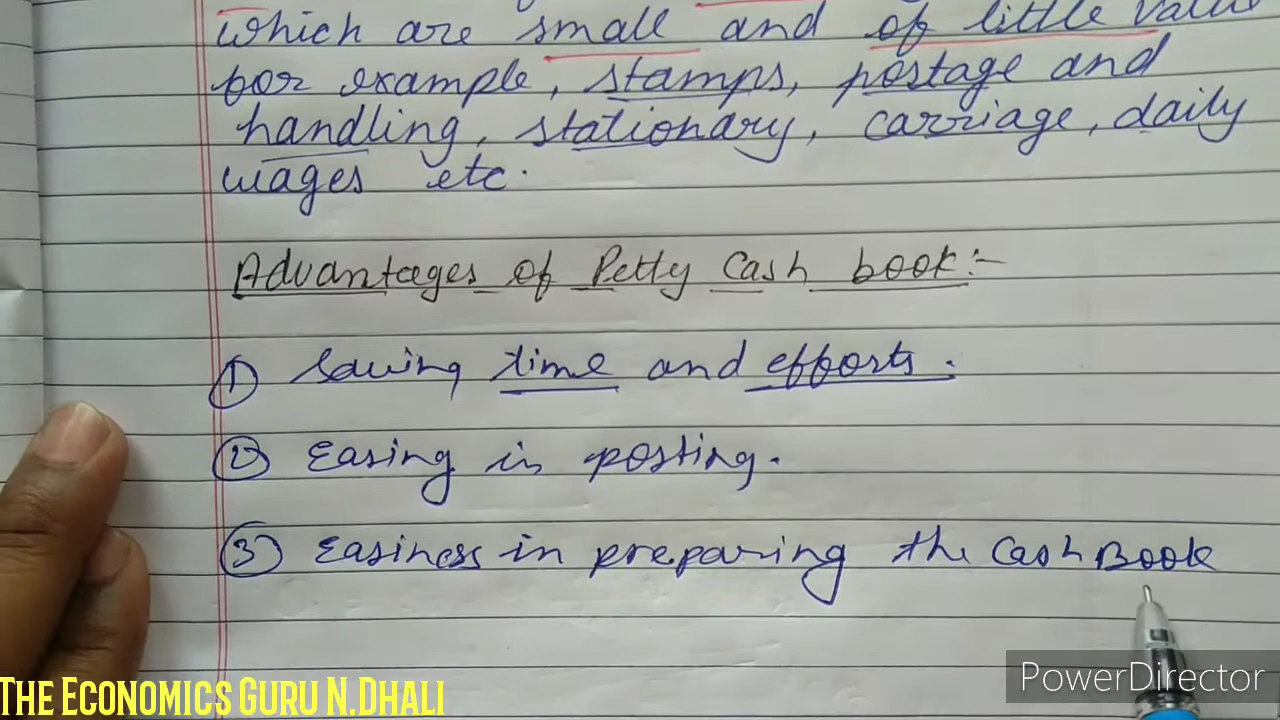 which are small and of little value
for example, stamps, postage and
handling, stationary, carriage, daily
wages etc.
Advantages of Petty Cash book:-
① Saving time and efforts.
② Easing in posting.
③ Easiness in preparing the Cash Book
PowerDirector
THE ECONOMICS GURU N.DHALI